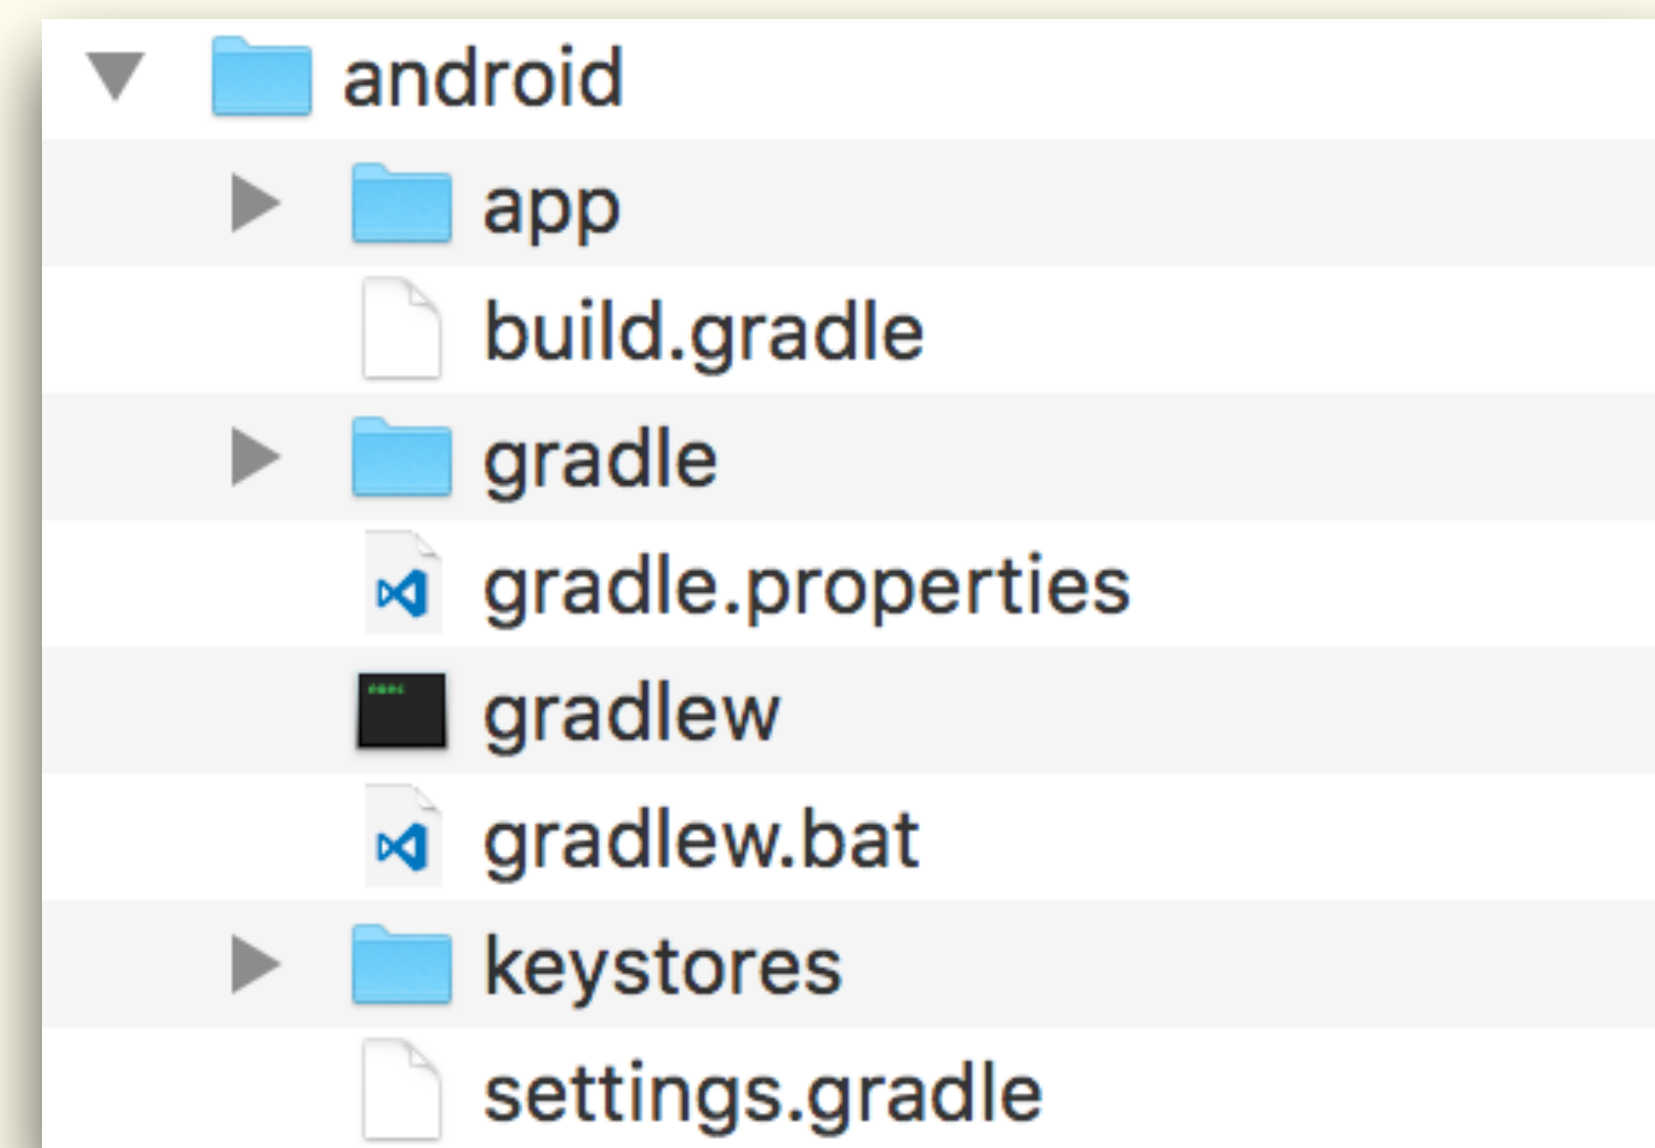 android
app
build.gradle
gradle
gradle.properties
gradlew
gradlew.bat
keystores
settings.gradle